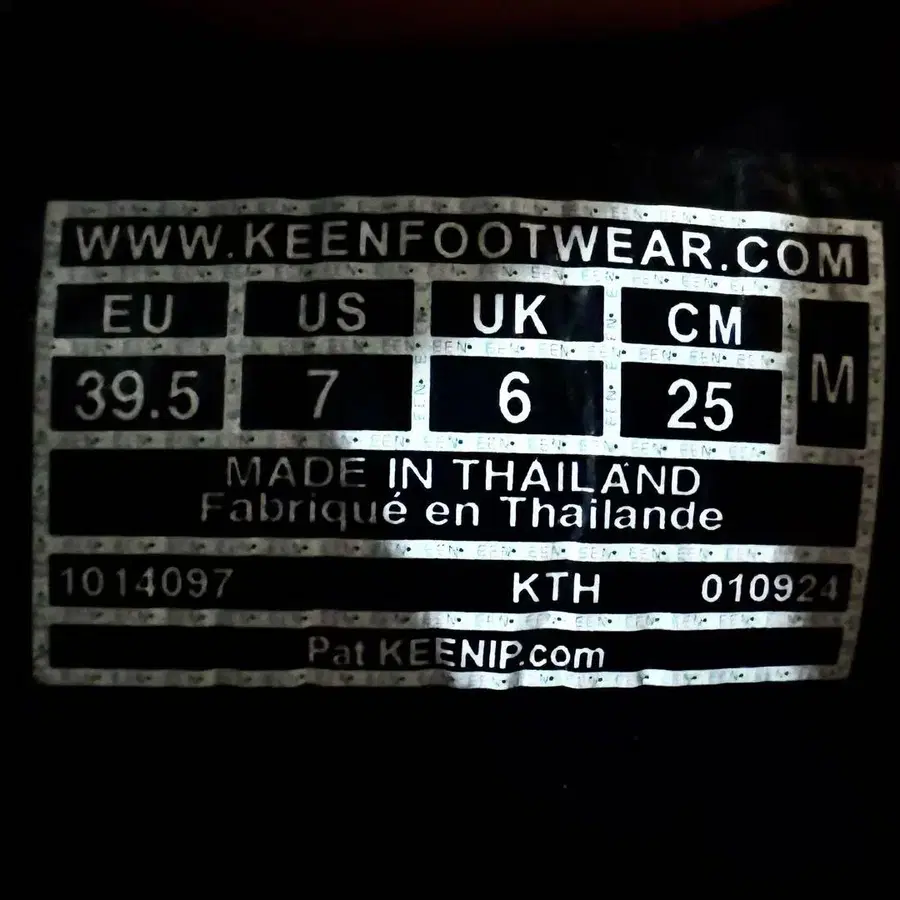 WWW.KEENFOOTWEAR.COM
EU US UK CM M
39.5 7 6 25
MADE IN THAILAND
Fabriqué en Thailande
1014097 KTH 010924
Pat KEENIP.com